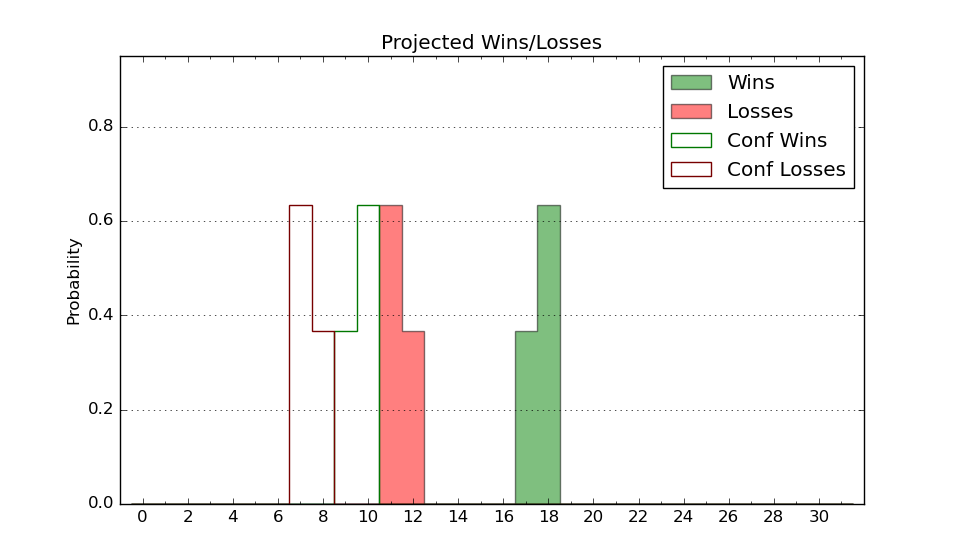 Projected Wins/Losses
Wins
Losses
Conf Wins
Conf Losses
Probability
0.8
0.6
0.4
0.2
0.0
0 2 4 6 8 10 12 14 16 18 20 22 24 26 28 30